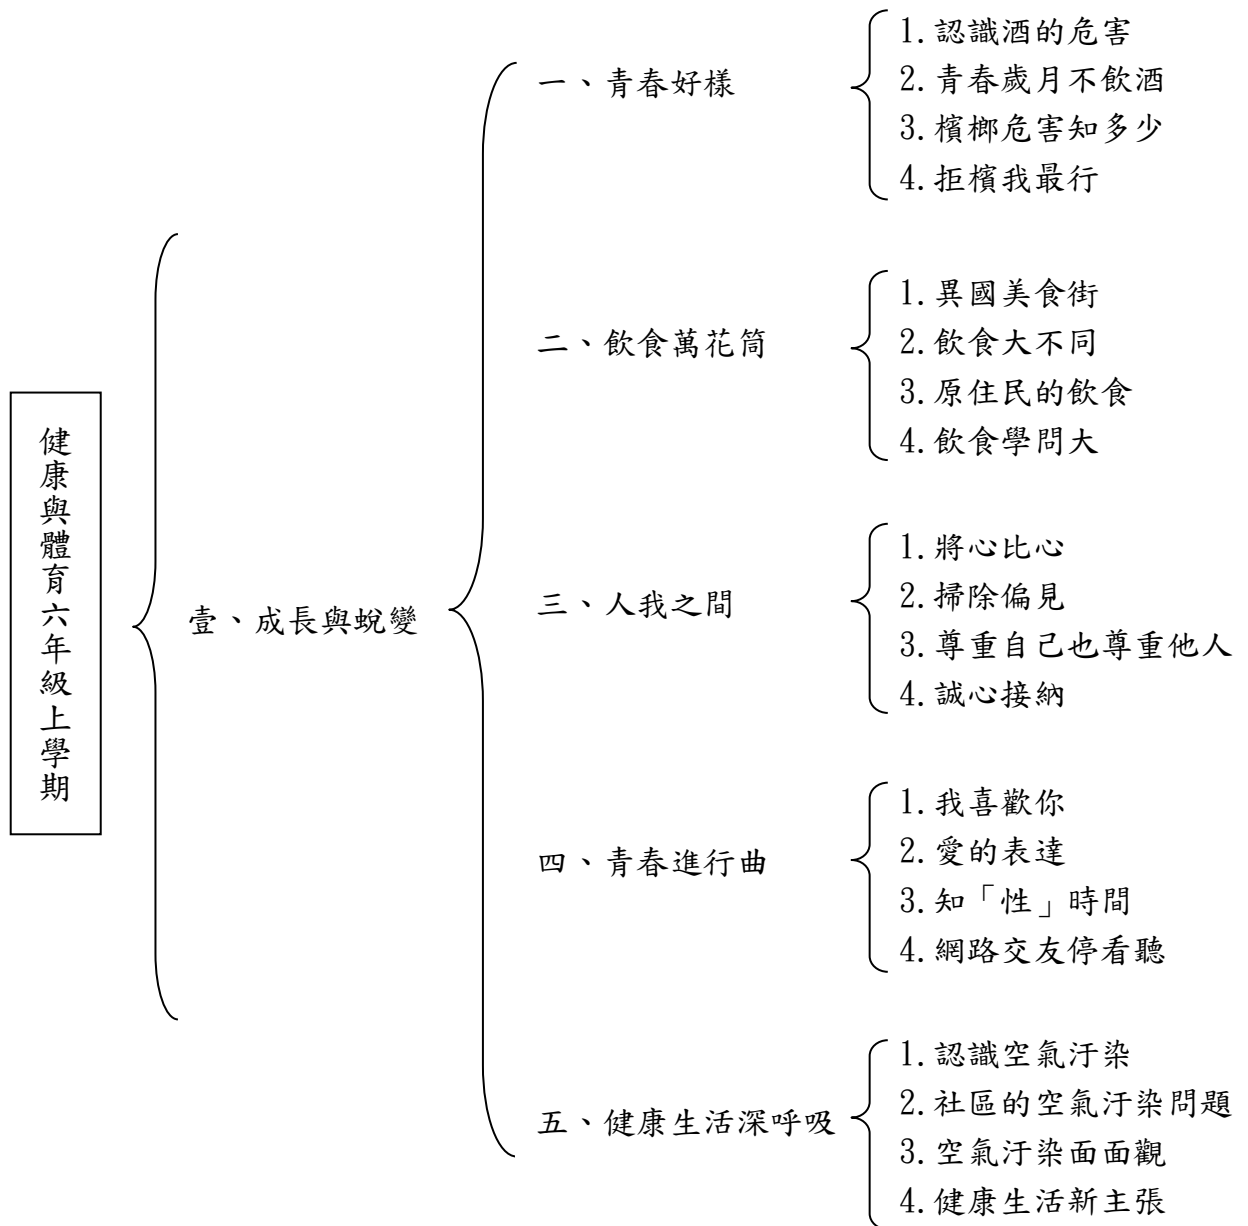 健康與體育六年級上學期
壹、成長與蛻變
一、青春好樣
1.認識酒的危害
2.青春歲月不飲酒
3.檳榔危害知多少
4.拒檳我最行
二、飲食萬花筒
1.異國美食街
2.飲食大不同
3.原住民的飲食
4.飲食學問大
三、人我之間
1.將心比心
2.掃除偏見
3.尊重自己也尊重他人
4.誠心接納
四、青春進行曲
1.我喜歡你
2.愛的表達
3.知「性」時間
4.網路交友停看聽
五、健康生活深呼吸
1.認識空氣汙染
2.社區的空氣汙染問題
3.空氣汙染面面觀
4.健康生活新主張